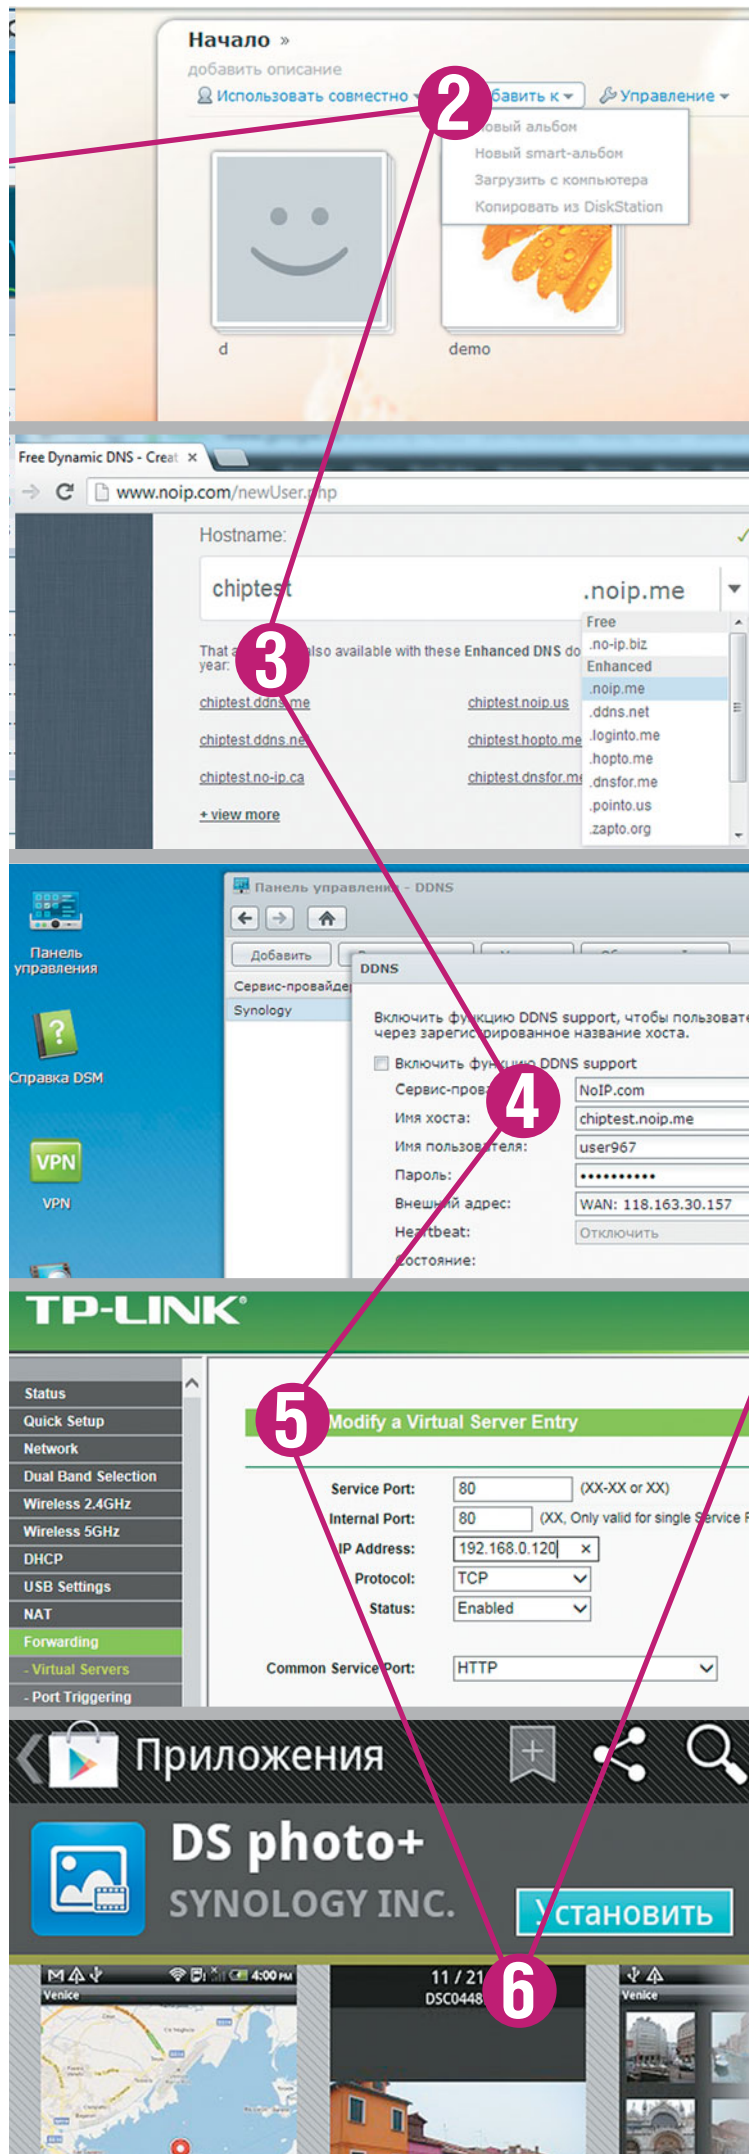 Начало »
добавить описание
Использовать совместно
бавить к
Управление
2
овый альбом
Новый smart-альбом
Загрузить с компьютера
Копировать из DiskStation
d
demo
Free Dynamic DNS - Creat ×
www.noip.com/newUser.php
Hostname:
chiptest
.noip.me
Free
.no-ip.biz
Enhanced
.noip.me
.ddns.net
.loginto.me
.hopto.me
.dnsfor.me
.pointo.us
.zapto.org
3
That also available with these Enhanced DNS do
year:
chiptest.ddns.me
chiptest.noip.us
chiptest.ddns.ne
chiptest.hopto.me
chiptest.no-ip.ca
chiptest.dnsfor.me
+ view more
Панель управления - DDNS
Панель
управления
Справка DSM
VPN
VPN
Добавить
Сервис-провайдер
Synology
DDNS
Включить функцию DDNS support, чтобы пользовате
через зарегистрированное название хоста.
Включить функцию DDNS support
4
Сервис-прова
NoIP.com
Имя хоста:
chiptest.noip.me
Имя пользователя:
user967
Пароль:
••••••••••
Внешний адрес:
WAN: 118.163.30.157
Heartbeat:
Отключить
Состояние:
TP-LINK®
Status
Quick Setup
Network
Dual Band Selection
Wireless 2.4GHz
Wireless 5GHz
DHCP
USB Settings
NAT
Forwarding
- Virtual Servers
- Port Triggering
5
Modify a Virtual Server Entry
Service Port:
80
(XX-XX or XX)
Internal Port:
80
(XX, Only valid for single Service P
IP Address:
192.168.0.120 ×
Protocol:
TCP
Status:
Enabled
Common Service Port:
HTTP
Приложения
DS photo+
SYNOLOGY INC.
Установить
6
4:00 PM
Venice
11 / 21
DSC0448
Venice